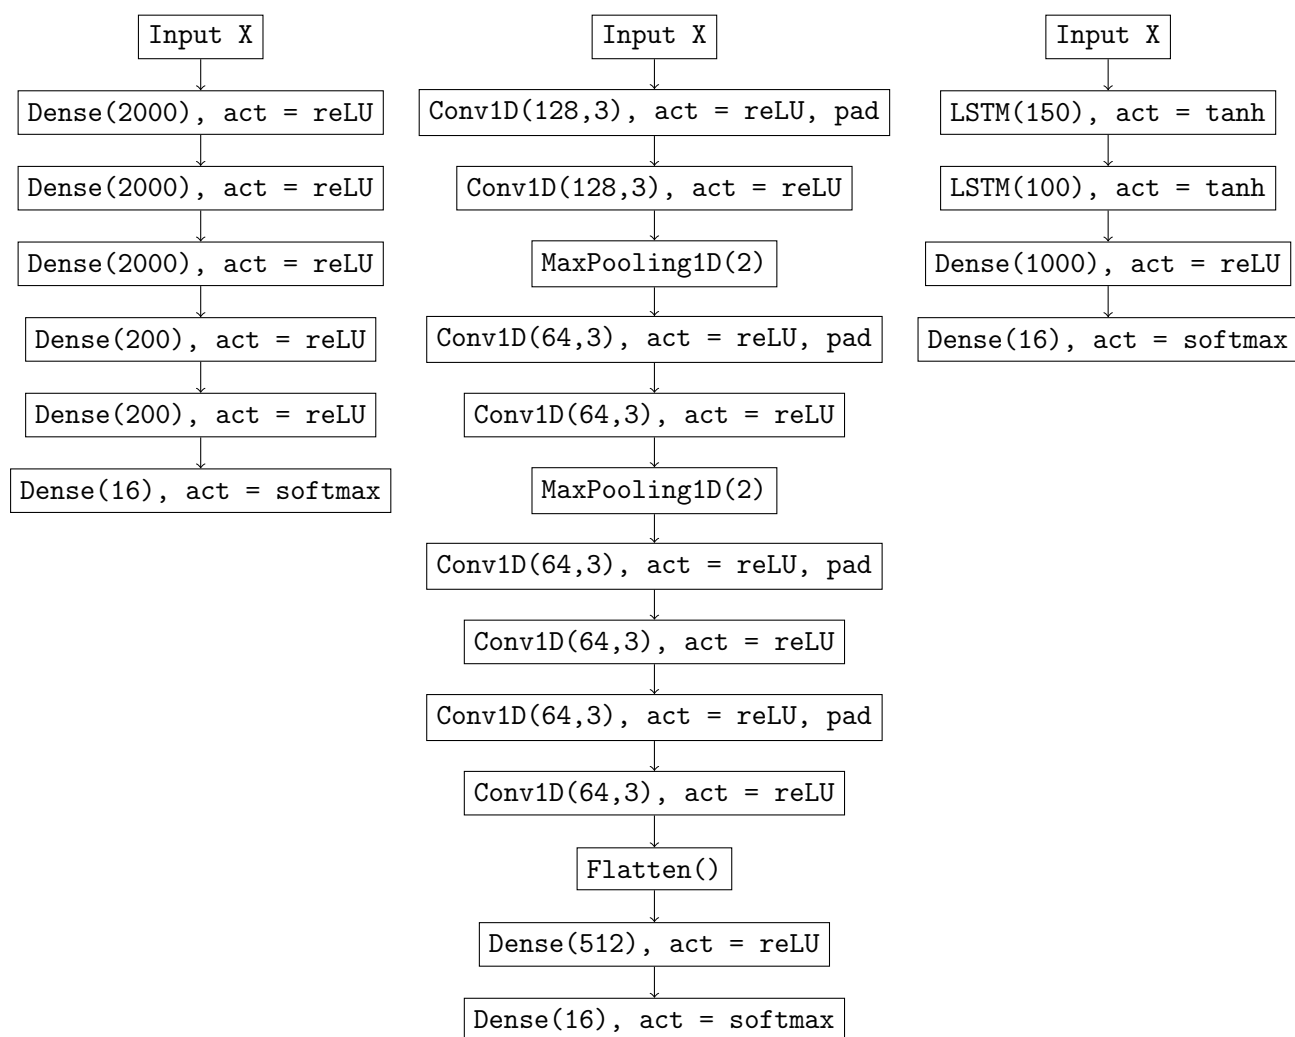 Input X
Dense(2000), act = reLU
Dense(2000), act = reLU
Dense(2000), act = reLU
Dense(200), act = reLU
Dense(200), act = reLU
Dense(16), act = softmax
Input X
Conv1D(128,3), act = reLU, pad
Conv1D(128,3), act = reLU
MaxPooling1D(2)
Conv1D(64,3), act = reLU, pad
Conv1D(64,3), act = reLU
MaxPooling1D(2)
Conv1D(64,3), act = reLU, pad
Conv1D(64,3), act = reLU
Conv1D(64,3), act = reLU, pad
Conv1D(64,3), act = reLU
Flatten()
Dense(512), act = reLU
Dense(16), act = softmax
Input X
LSTM(150), act = tanh
LSTM(100), act = tanh
Dense(1000), act = reLU
Dense(16), act = softmax